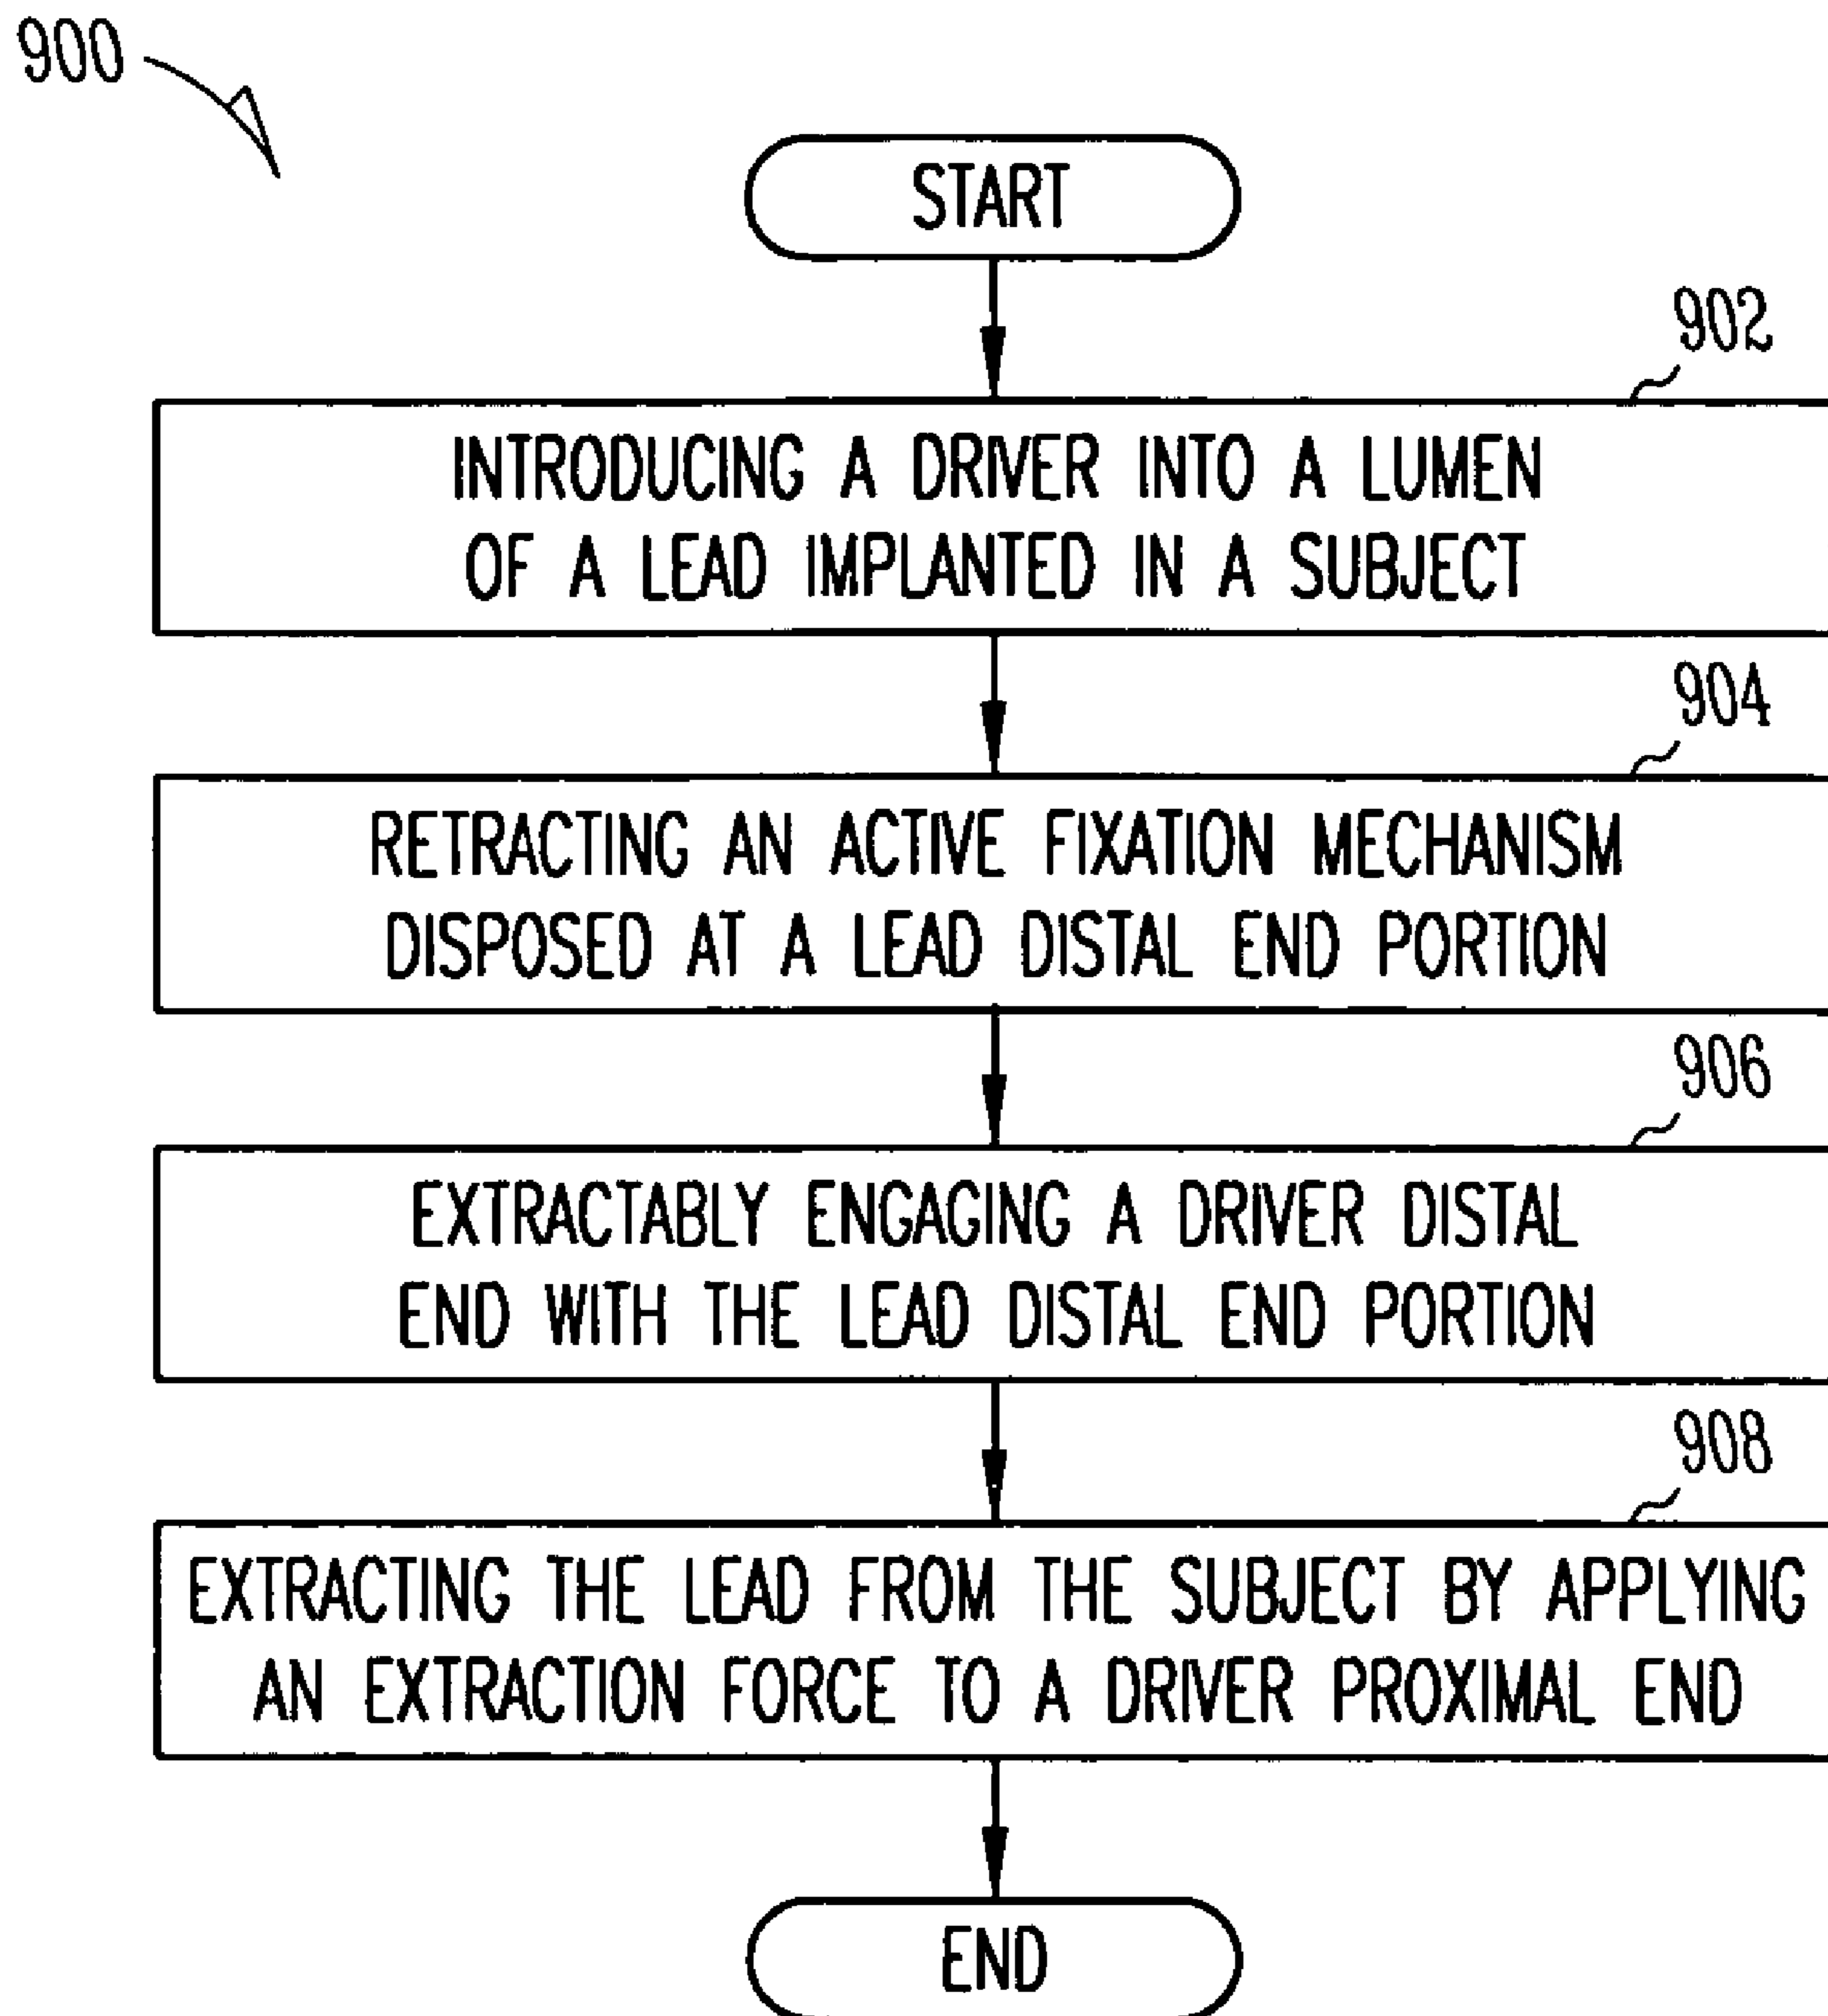 900
START
902
INTRODUCING A DRIVER INTO A LUMEN
OF A LEAD IMPLANTED IN A SUBJECT
904
RETRACTING AN ACTIVE FIXATION MECHANISM
DISPOSED AT A LEAD DISTAL END PORTION
906
EXTRACTABLY ENGAGING A DRIVER DISTAL
END WITH THE LEAD DISTAL END PORTION
908
EXTRACTING THE LEAD FROM THE SUBJECT BY APPLYING
AN EXTRACTION FORCE TO A DRIVER PROXIMAL END
END